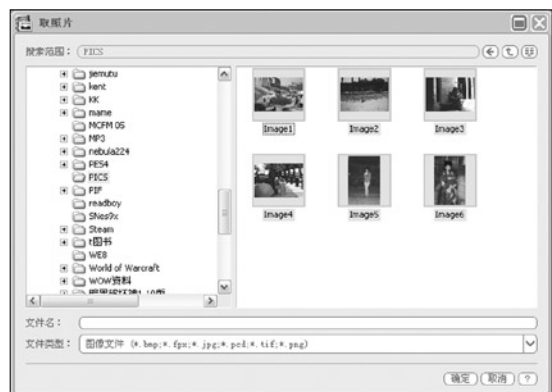 取照片
搜索范围： PICS
jiemutu
kent
KK
mame
MCFM 05
MP3
nebula224
PES4
PICS
PIF
readboy
SNes9x
Steam
t图书
WE8
World of Warcraft
WOW资料
Image1
Image2
Image3
Image4
Image5
Image6
文件名：
文件类型： 图像文件 (*.bmp;*.fpx;*.jpg;*.pcd;*.tif;*.png)
确定 取消 ?